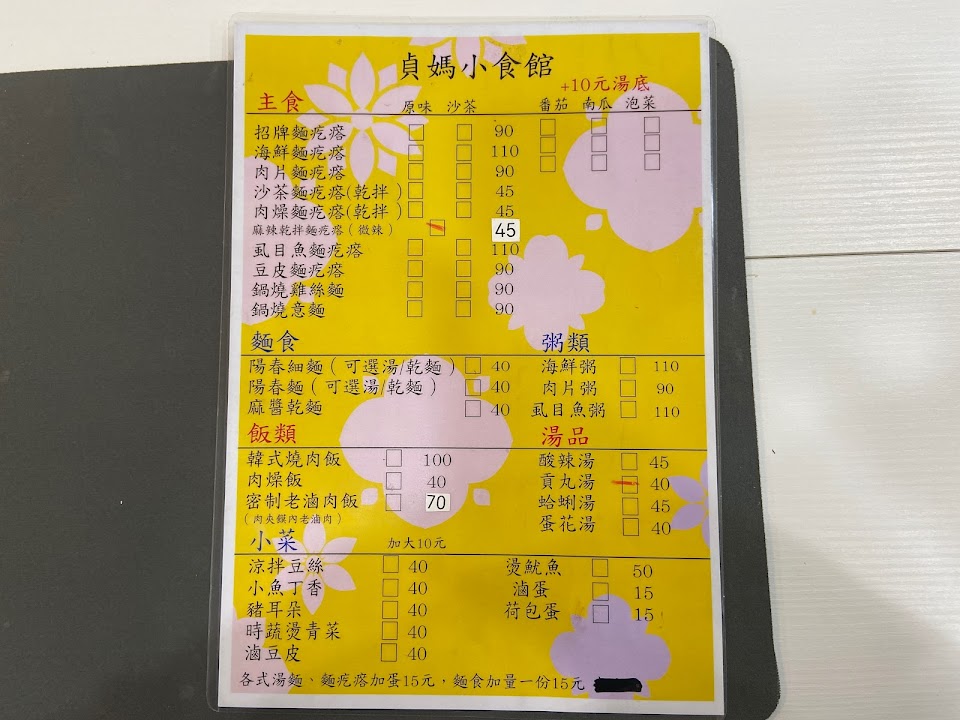 貞媽小食館
+10元湯底
主食 原味 沙茶 番茄 南瓜 泡菜
招牌麵疙瘩 90
海鮮麵疙瘩 110
肉片麵疙瘩 90
沙茶麵疙瘩(乾拌) 45
肉燥麵疙瘩(乾拌) 45
麻辣乾拌麵疙瘩(微辣) 45
虱目魚麵疙瘩 110
豆皮麵疙瘩 90
鍋燒雞絲麵 90
鍋燒意麵 90
麵食
陽春細麵(可選湯/乾麵) 40
陽春麵(可選湯/乾麵) 40
麻醬乾麵 40
粥類
海鮮粥 110
肉片粥 90
虱目魚粥 110
飯類
韓式燒肉飯 100
肉燥飯 40
密制老滷肉飯 70
(肉夾饃內老滷肉)
湯品
酸辣湯 45
貢丸湯 40
蛤蜊湯 45
蛋花湯 40
小菜 加大10元
涼拌豆絲 40
小魚丁香 40
豬耳朵 40
時蔬燙青菜 40
滷豆皮 40
燙魷魚 50
滷蛋 15
荷包蛋 15
各式湯麵、麵疙瘩加蛋15元，麵食加量一份15元